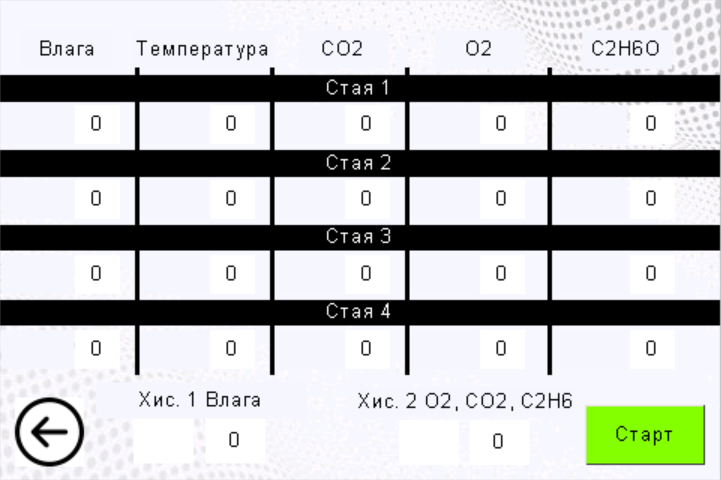 Влага Температура CO2 O2 C2H6O
Стая 1
0 0 0 0 0
Стая 2
0 0 0 0 0
Стая 3
0 0 0 0 0
Стая 4
0 0 0 0 0
Хис. 1 Влага Хис. 2 O2, CO2, C2H6
0 0 Старт